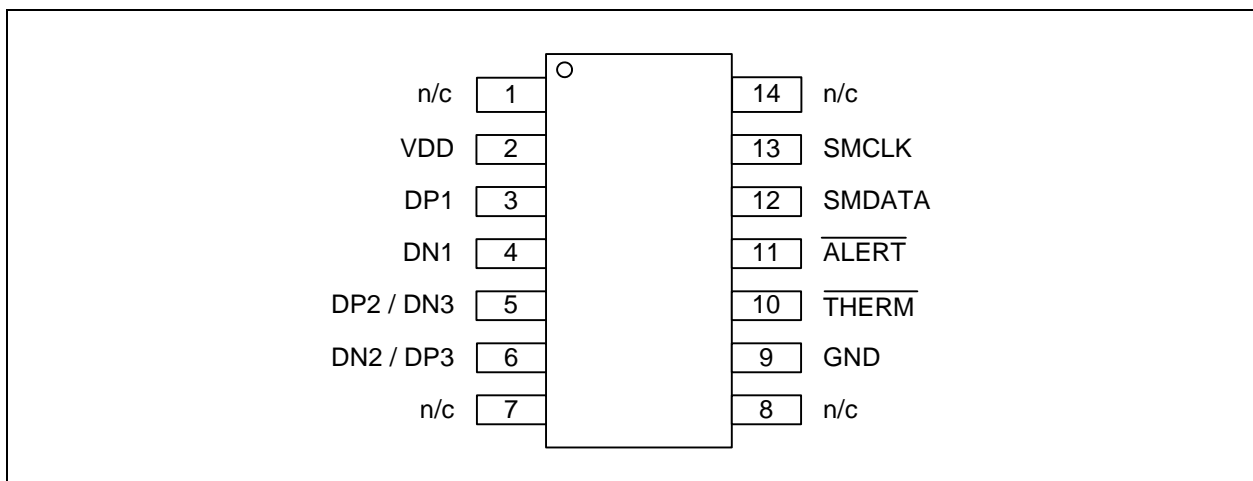 n/c 1 14 n/c
VDD 2 13 SMCLK
DP1 3 12 SMDATA
DN1 4 11 ALERT
DP2 / DN3 5 10 THERM
DN2 / DP3 6 9 GND
n/c 7 8 n/c